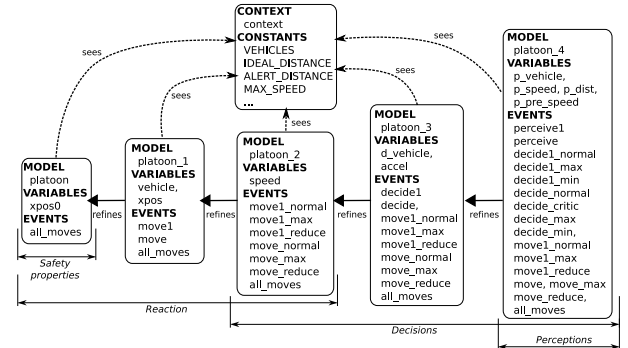 CONTEXT
context
CONSTANTS
VEHICLES
IDEAL_DISTANCE
ALERT_DISTANCE
MAX_SPEED
...
sees
sees
sees
sees
sees
MODEL
platoon
VARIABLES
xpos0
EVENTS
all_moves
refines
MODEL
platoon_1
VARIABLES
vehicle,
xpos
EVENTS
move1
move
all_moves
refines
MODEL
platoon_2
VARIABLES
speed
EVENTS
move1_normal
move1_max
move1_reduce
move_normal
move_max
move_reduce
all_moves
refines
MODEL
platoon_3
VARIABLES
d_vehicle,
accel
EVENTS
decide1
decide,
move1_normal
move1_max
move1_reduce
move_normal
move_max
move_reduce
all_moves
refines
MODEL
platoon_4
VARIABLES
p_vehicle,
p_speed, p_dist,
p_pre_speed
EVENTS
perceive1
perceive
decide1_normal
decide1_max
decide1_min
decide_normal
decide_critic
decide_max
decide_min,
move1_normal
move1_max
move1_reduce
move, move_max
move_reduce,
all_moves
Safety
properties
Reaction
Decisions
Perceptions